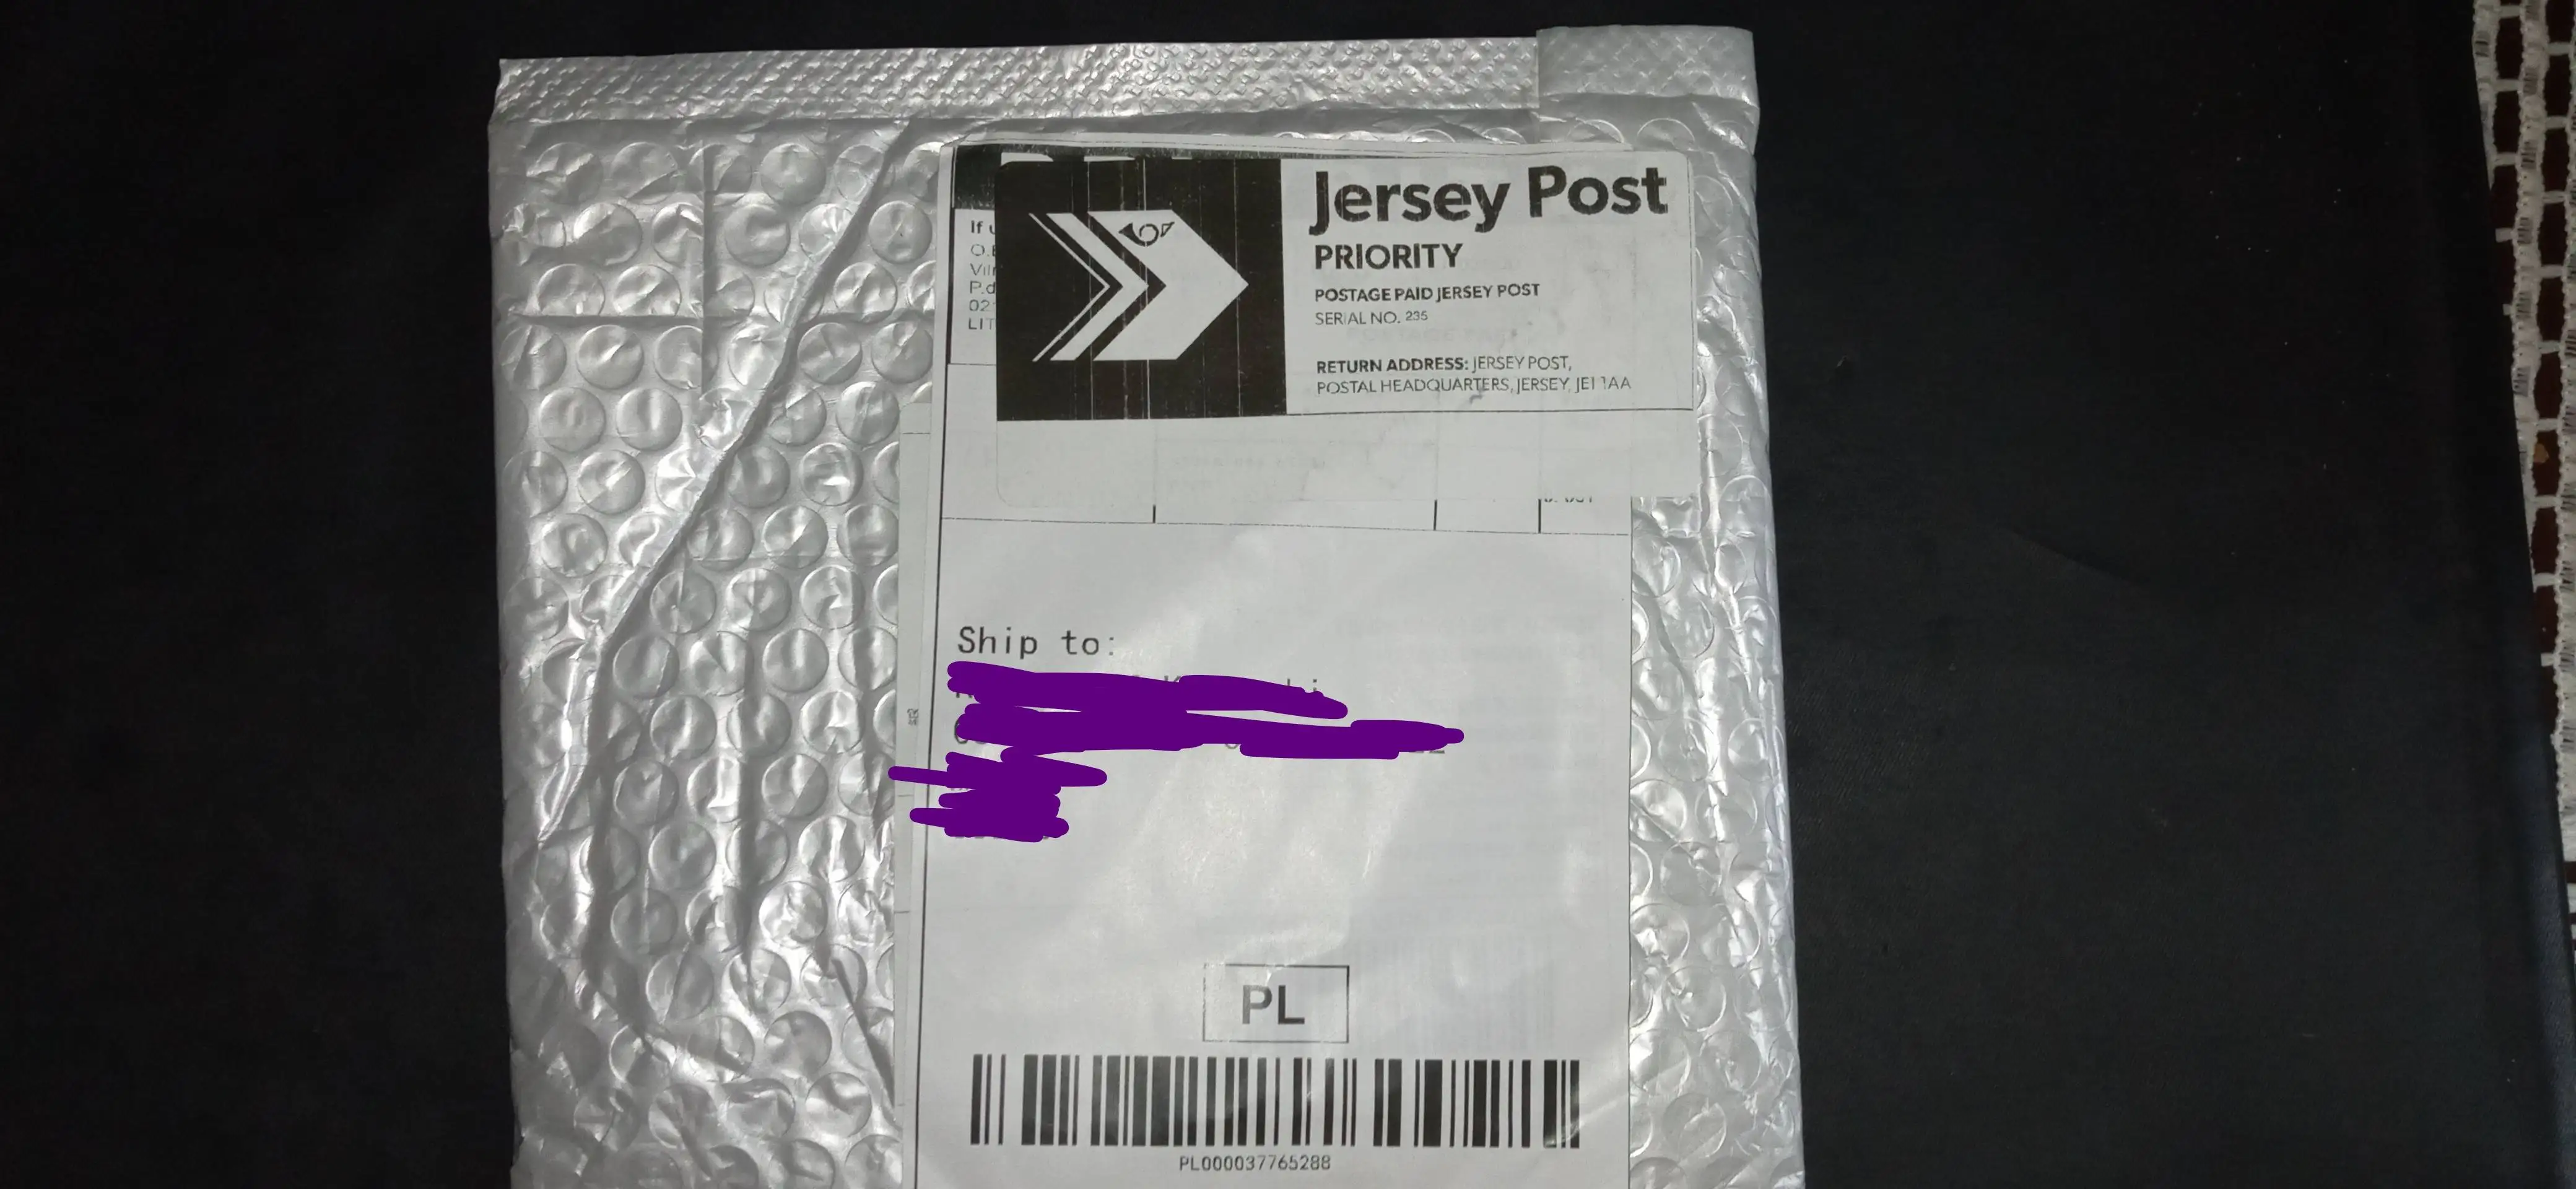 Jersey Post
PRIORITY
POSTAGE PAID JERSEY POST
SERIAL NO. 235
RETURN ADDRESS: JERSEY POST,
POSTAL HEADQUARTERS, JERSEY, JE1 1AA
If
Ship to:
PL
PL000037765288